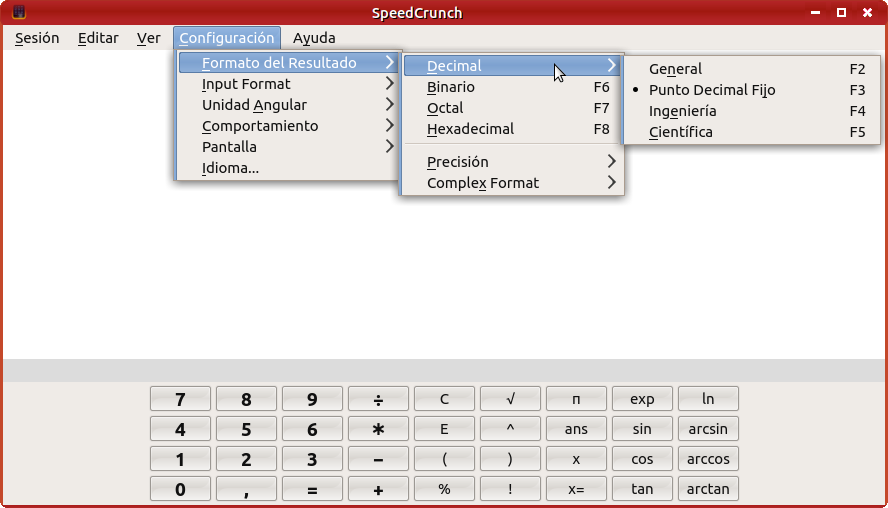 SpeedCrunch
Sesión Editar Ver Configuración Ayuda
Formato del Resultado
Input Format
Unidad Angular
Comportamiento
Pantalla
Idioma...
Decimal
Binario F6
Octal F7
Hexadecimal F8
Precisión
Complex Format
General F2
Punto Decimal Fijo F3
Ingeniería F4
Científica F5
7 8 9 ÷ C √ π exp ln
4 5 6 * E ^ ans sin arcsin
1 2 3 − ( ) x cos arccos
0 , = + % ! x= tan arctan